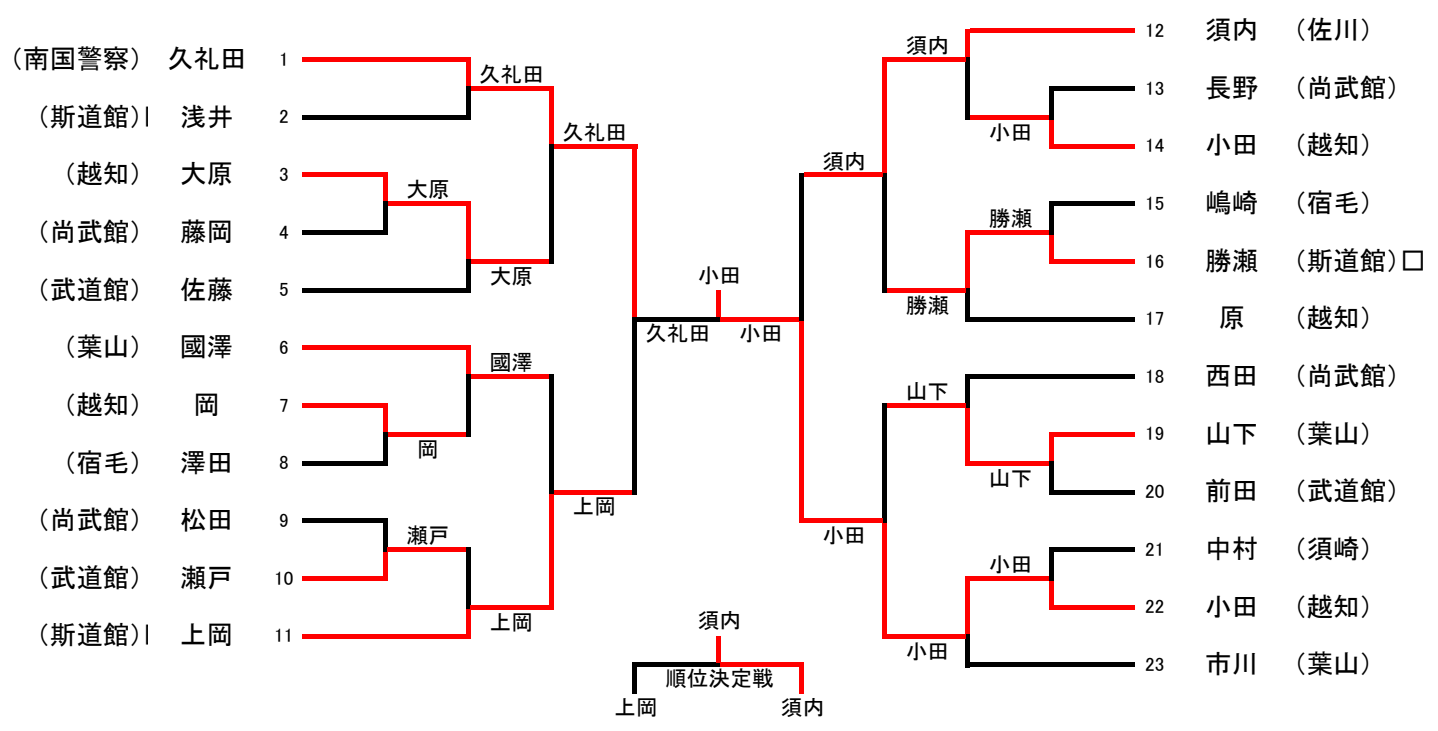 (南国警察) 久礼田 1
(斯道館)| 浅井 2
(越知) 大原 3
(尚武館) 藤岡 4
(武道館) 佐藤 5
(葉山) 國澤 6
(越知) 岡 7
(宿毛) 澤田 8
(尚武館) 松田 9
(武道館) 瀬戸 10
(斯道館)| 上岡 11
久礼田
大原
大原
國澤
岡
瀬戸
上岡
久礼田
上岡
久礼田
小田
小田
須内
小田
須内
小田
勝瀬
勝瀬
山下
山下
小田
小田
12 須内 (佐川)
13 長野 (尚武館)
14 小田 (越知)
15 嶋崎 (宿毛)
16 勝瀬 (斯道館)□
17 原 (越知)
18 西田 (尚武館)
19 山下 (葉山)
20 前田 (武道館)
21 中村 (須崎)
22 小田 (越知)
23 市川 (葉山)
須内
順位決定戦
上岡 須内